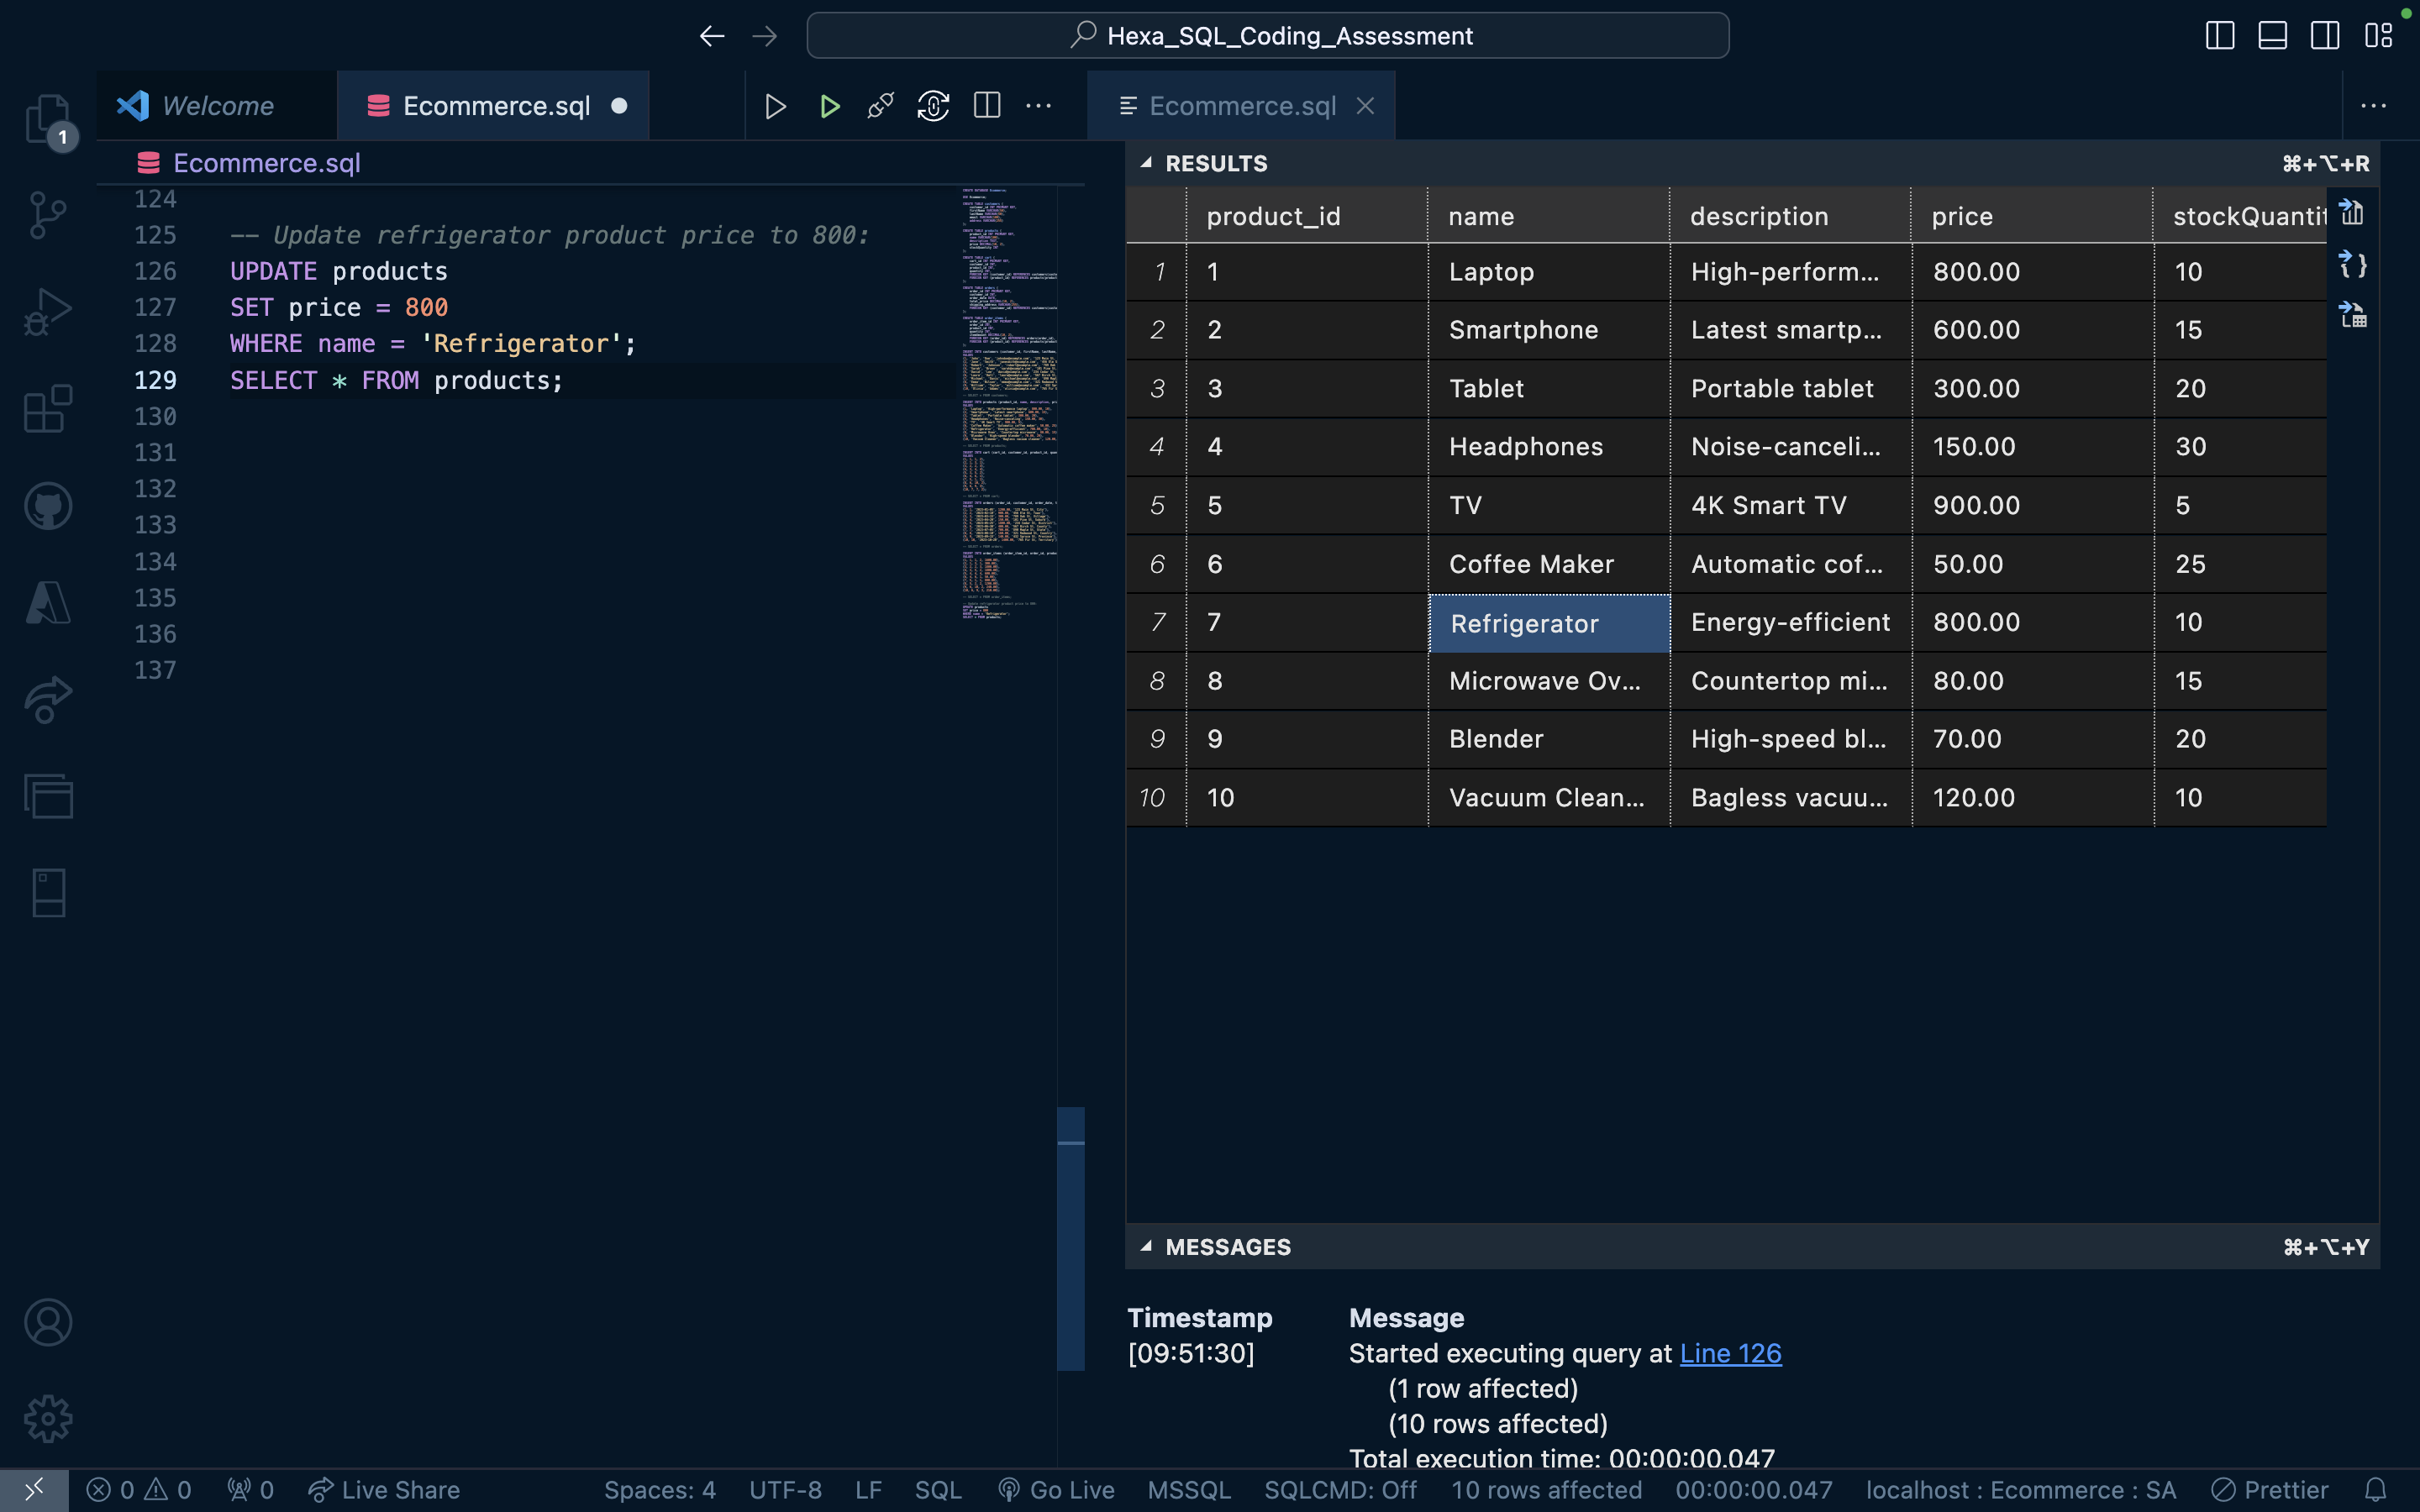 Hexa_SQL_Coding_Assessment
Welcome
Ecommerce.sql
Ecommerce.sql
1
Ecommerce.sql
124
125 -- Update refrigerator product price to 800:
126 UPDATE products
127 SET price = 800
128 WHERE name = 'Refrigerator';
129 SELECT * FROM products;
130
131
132
133
134
135
136
137
RESULTS ⌘+⌥+R
product_id name description price stockQuantit
1 1 Laptop High-perform... 800.00 10
2 2 Smartphone Latest smartp... 600.00 15
3 3 Tablet Portable tablet 300.00 20
4 4 Headphones Noise-canceli... 150.00 30
5 5 TV 4K Smart TV 900.00 5
6 6 Coffee Maker Automatic cof... 50.00 25
7 7 Refrigerator Energy-efficient 800.00 10
8 8 Microwave Ov... Countertop mi... 80.00 15
9 9 Blender High-speed bl... 70.00 20
10 10 Vacuum Clean... Bagless vacuu... 120.00 10
MESSAGES ⌘+⌥+Y
Timestamp Message
[09:51:30] Started executing query at Line 126
(1 row affected)
(10 rows affected)
Total execution time: 00:00:00.047
0 0 0 Live Share Spaces: 4 UTF-8 LF SQL Go Live MSSQL SQLCMD: Off 10 rows affected 00:00:00.047 localhost : Ecommerce : SA Prettier